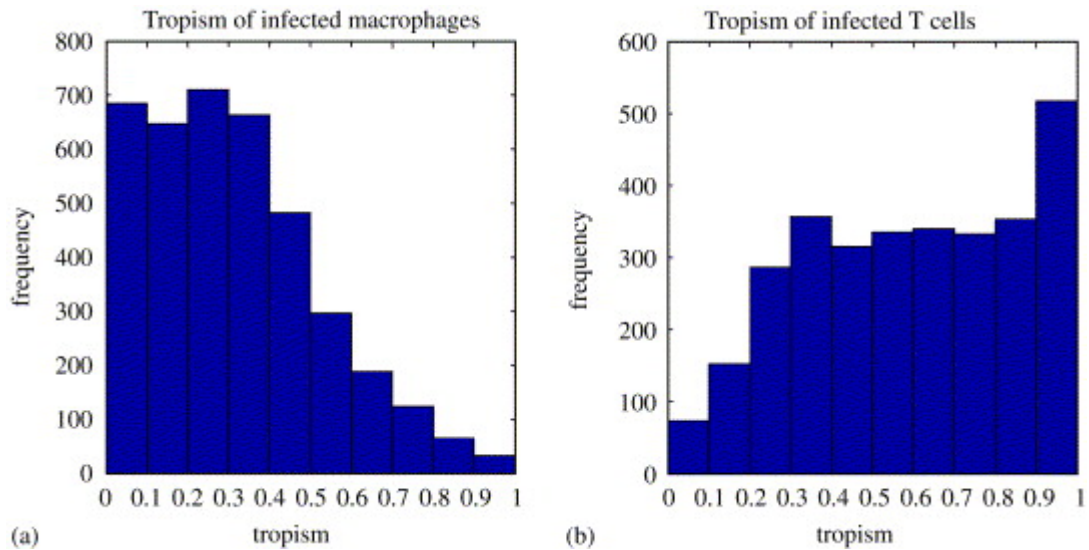 Tropism of infected macrophages
800
700
600
500
400
300
200
100
0
frequency
0 0.1 0.2 0.3 0.4 0.5 0.6 0.7 0.8 0.9 1
(a) tropism
Tropism of infected T cells
600
500
400
300
200
100
0
frequency
0 0.1 0.2 0.3 0.4 0.5 0.6 0.7 0.8 0.9 1
(b) tropism